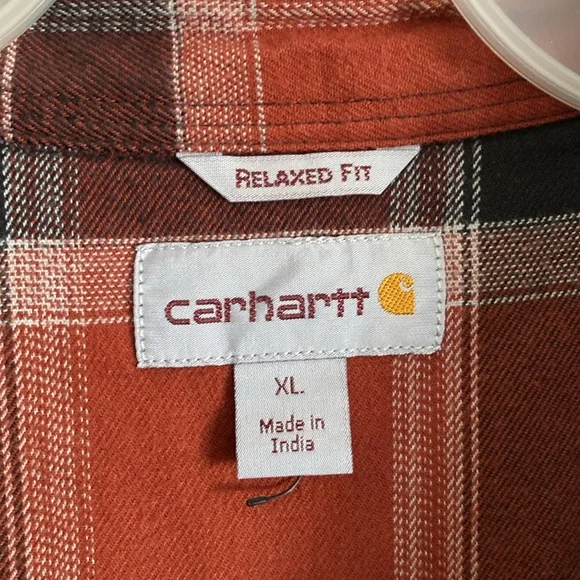 RELAXED FIT
carhartt
XL.
Made in
India